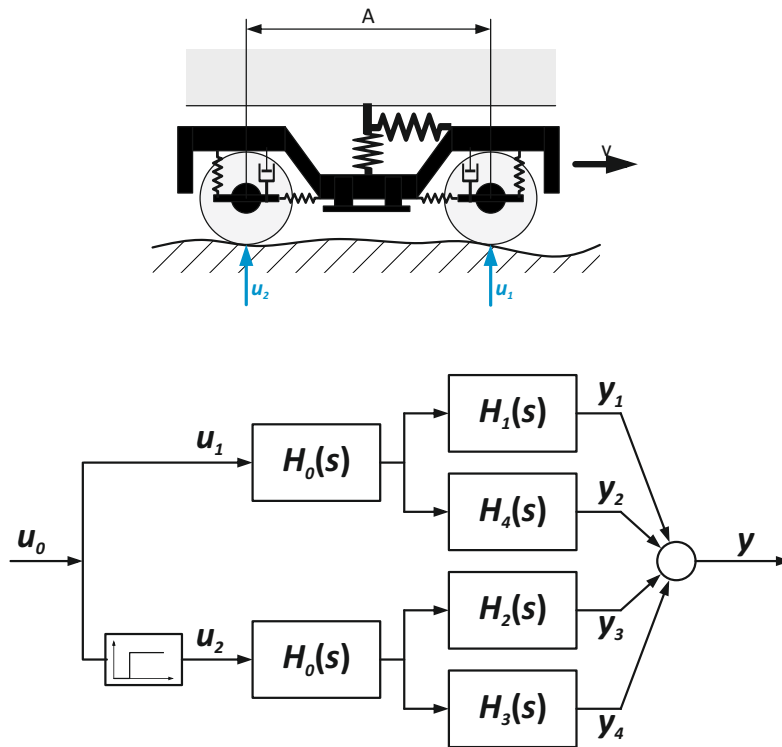 A
v
u₂
u₁
H₁(s)
y₁
u₁
H₀(s)
H₄(s)
y₂
u₀
y
u₂
H₀(s)
H₂(s)
y₃
H₃(s)
y₄